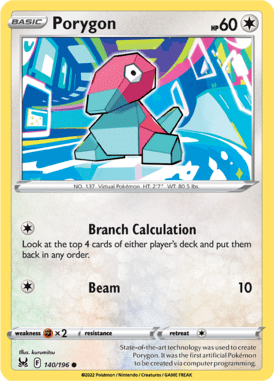 BASIC Porygon HP60
NO. 137 Virtual Pokémon HT: 2'7" WT: 80.5 lbs.
Branch Calculation
Look at the top 4 cards of either player's deck and put them
back in any order.
Beam 10
weakness ×2 resistance retreat
Illus. kurumitsu
F 140/196
State-of-the-art technology was used to create
Porygon. It was the first artificial Pokémon
to be created via computer programming.
©2022 Pokémon / Nintendo / Creatures / GAME FREAK